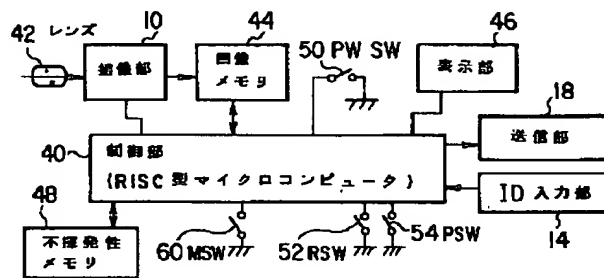 42 レンズ
10
撮像部
44
画像
メモリ
50 PW SW
46
表示部
18
送信部
40
制御部
(RISC型マイクロコンピュータ)
ID 入力部
14
48
不揮発性
メモリ
60 MSW
52 RSW
54 PSW